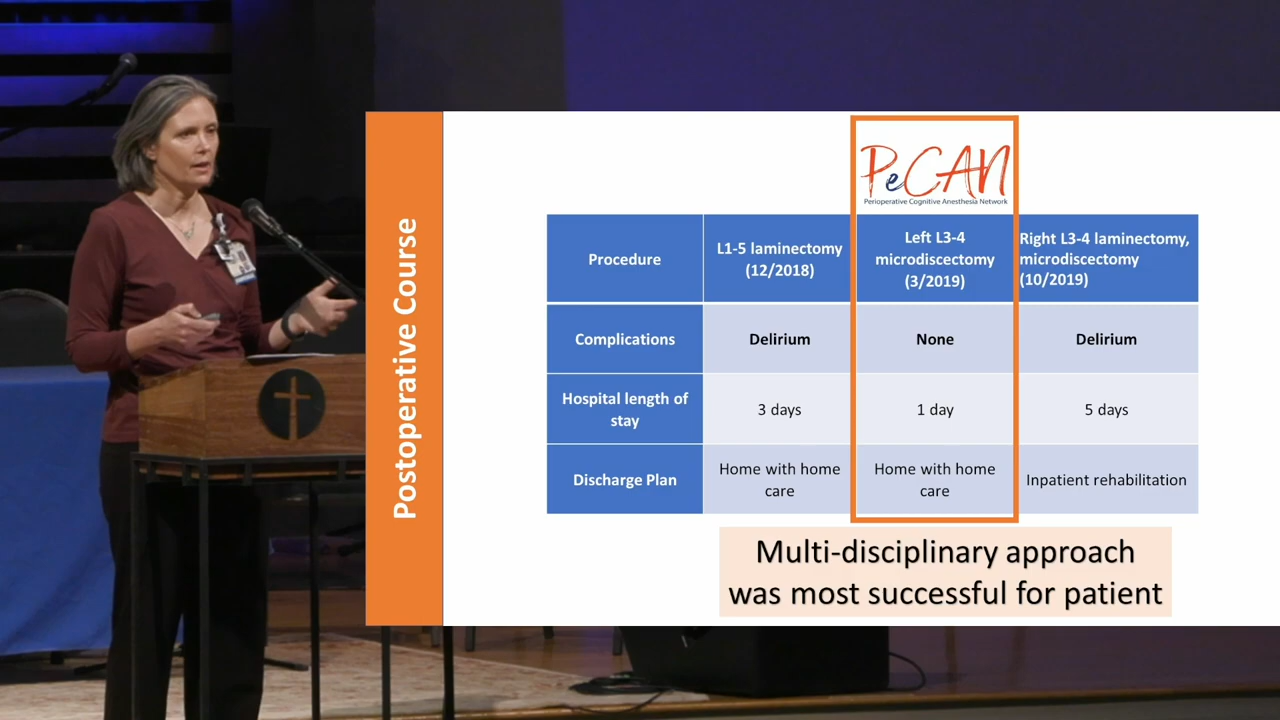 Postoperative Course
PeCAN
Perioperative Cognitive Anesthesia Network
Procedure
L1-5 laminectomy
(12/2018)
Left L3-4
microdiscectomy
(3/2019)
Right L3-4 laminectomy,
microdiscectomy
(10/2019)
Complications
Delirium
None
Delirium
Hospital length of
stay
3 days
1 day
5 days
Discharge Plan
Home with home
care
Home with home
care
Inpatient rehabilitation
Multi-disciplinary approach
was most successful for patient